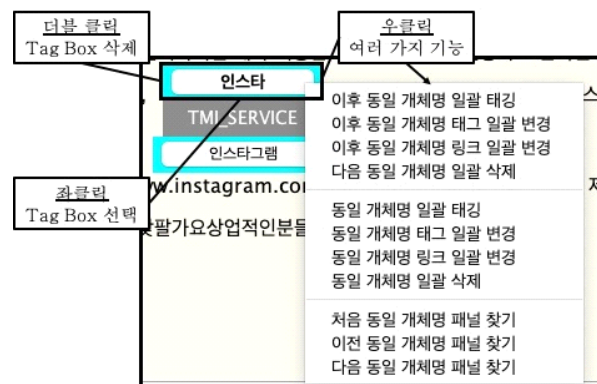 더블 클릭
Tag Box 삭제
우클릭
여러 가지 기능
인스타
TMI_SERVICE
인스타그램
좌클릭
Tag Box 선택
w.instagram.co
팔가요상업적인분들
이후 동일 개체명 일괄 태깅
이후 동일 개체명 태그 일괄 변경
이후 동일 개체명 링크 일괄 변경
다음 동일 개체명 일괄 삭제
동일 개체명 일괄 태깅
동일 개체명 태그 일괄 변경
동일 개체명 링크 일괄 변경
동일 개체명 일괄 삭제
처음 동일 개체명 패널 찾기
이전 동일 개체명 패널 찾기
다음 동일 개체명 패널 찾기